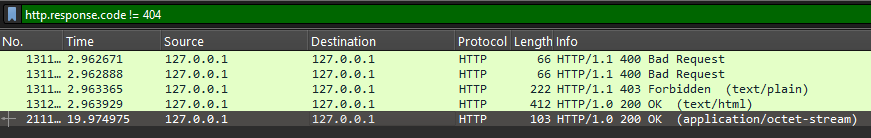 http.response.code != 404
No. Time Source Destination Protocol Length Info
1311… 2.962671 127.0.0.1 127.0.0.1 HTTP 66 HTTP/1.1 400 Bad Request
1311… 2.962888 127.0.0.1 127.0.0.1 HTTP 66 HTTP/1.1 400 Bad Request
1311… 2.963365 127.0.0.1 127.0.0.1 HTTP 222 HTTP/1.1 403 Forbidden (text/plain)
1312… 2.963929 127.0.0.1 127.0.0.1 HTTP 412 HTTP/1.0 200 OK (text/html)
2111… 19.974975 127.0.0.1 127.0.0.1 HTTP 103 HTTP/1.0 200 OK (application/octet-stream)